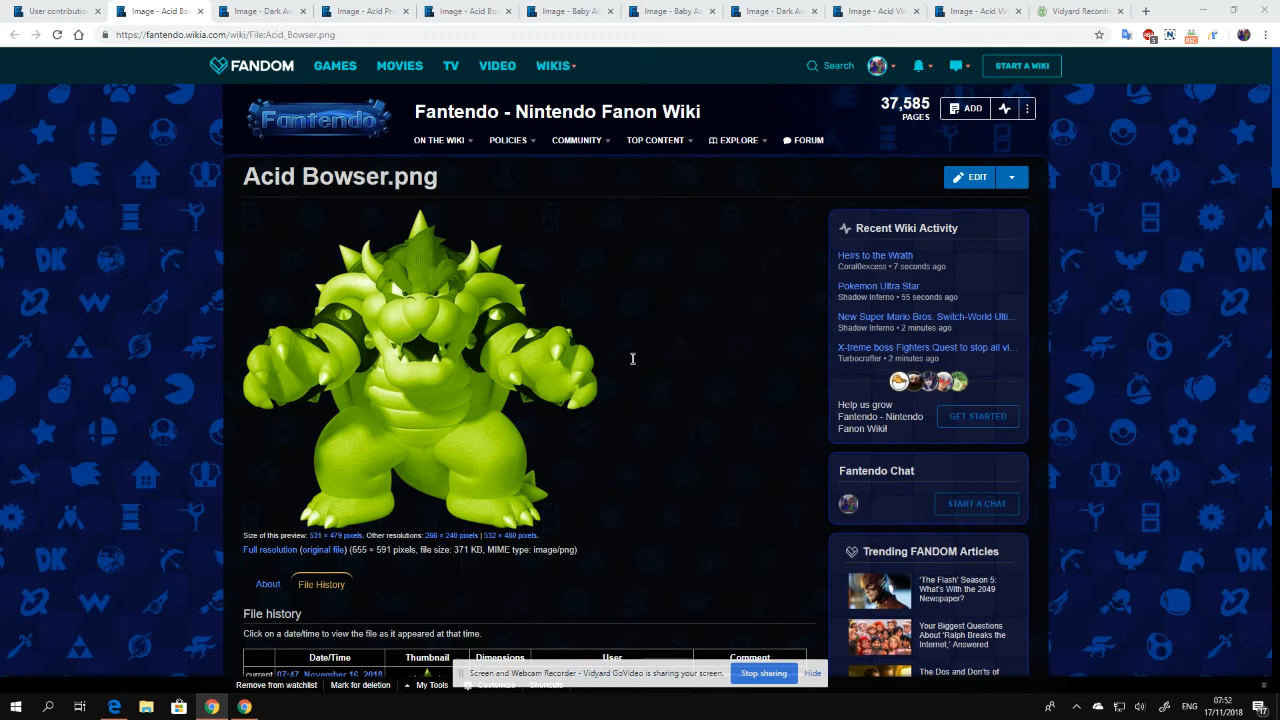 User contribution
Image - Acid Bo
Image - Dark Ac
Image - Acid Pri
Image - Acid Bo
Image - Baby Ac
Image - Baby Ac
Image - Dark Ac
Image - Acid Vir
Image - Acid Vir
Vidyard Recordi
https://fantendo.wikia.com/wiki/File:Acid_Bowser.png
FANDOM GAMES MOVIES TV VIDEO WIKIS Search START A WIKI
Fantendo
Fantendo - Nintendo Fanon Wiki
37,585
PAGES
ADD
ON THE WIKI POLICIES COMMUNITY TOP CONTENT EXPLORE FORUM
Acid Bowser.png
EDIT
Size of this preview: 531 × 479 pixels. Other resolutions: 266 × 240 pixels | 532 × 480 pixels.
Full resolution (original file) (655 × 591 pixels, file size: 371 KB, MIME type: image/png)
About File History
File history
Click on a date/time to view the file as it appeared at that time.
Date/Time Thumbnail Dimensions User Comment
current 07:47, November 16, 2018
Recent Wiki Activity
Heirs to the Wrath
Coral0excess • 7 seconds ago
Pokemon Ultra Star
Shadow Inferno • 55 seconds ago
New Super Mario Bros. Switch-World Ulti...
Shadow Inferno • 2 minutes ago
X-treme boss Fighters:Quest to stop all vi...
Turbocrafter • 2 minutes ago
Help us grow
Fantendo - Nintendo
Fanon Wiki!
GET STARTED
Fantendo Chat
START A CHAT
Trending FANDOM Articles
'The Flash' Season 5:
What's With the 2049
Newspaper?
Your Biggest Questions
About 'Ralph Breaks the
Internet,' Answered
The Dos and Don'ts of
Screen and Webcam Recorder - Vidyard GoVideo is sharing your screen.
Stop sharing
Hide
Remove from watchlist Mark for deletion My Tools Customize Shortcuts
ENG
07:52
17/11/2018